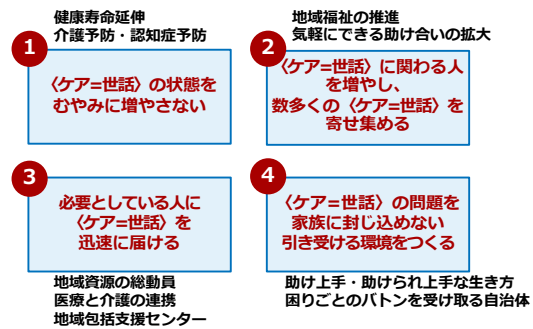 健康寿命延伸
介護予防・認知症予防
1
〈ケア=世話〉の状態を
むやみに増やさない
地域福祉の推進
気軽にできる助け合いの拡大
2
〈ケア=世話〉に関わる人
を増やし、
数多くの〈ケア=世話〉を
寄せ集める
3
必要としている人に
〈ケア=世話〉を
迅速に届ける
地域資源の総動員
医療と介護の連携
地域包括支援センター
4
〈ケア=世話〉の問題を
家族に封じ込めない
引き受ける環境をつくる
助け上手・助けられ上手な生き方
困りごとのバトンを受け取る自治体